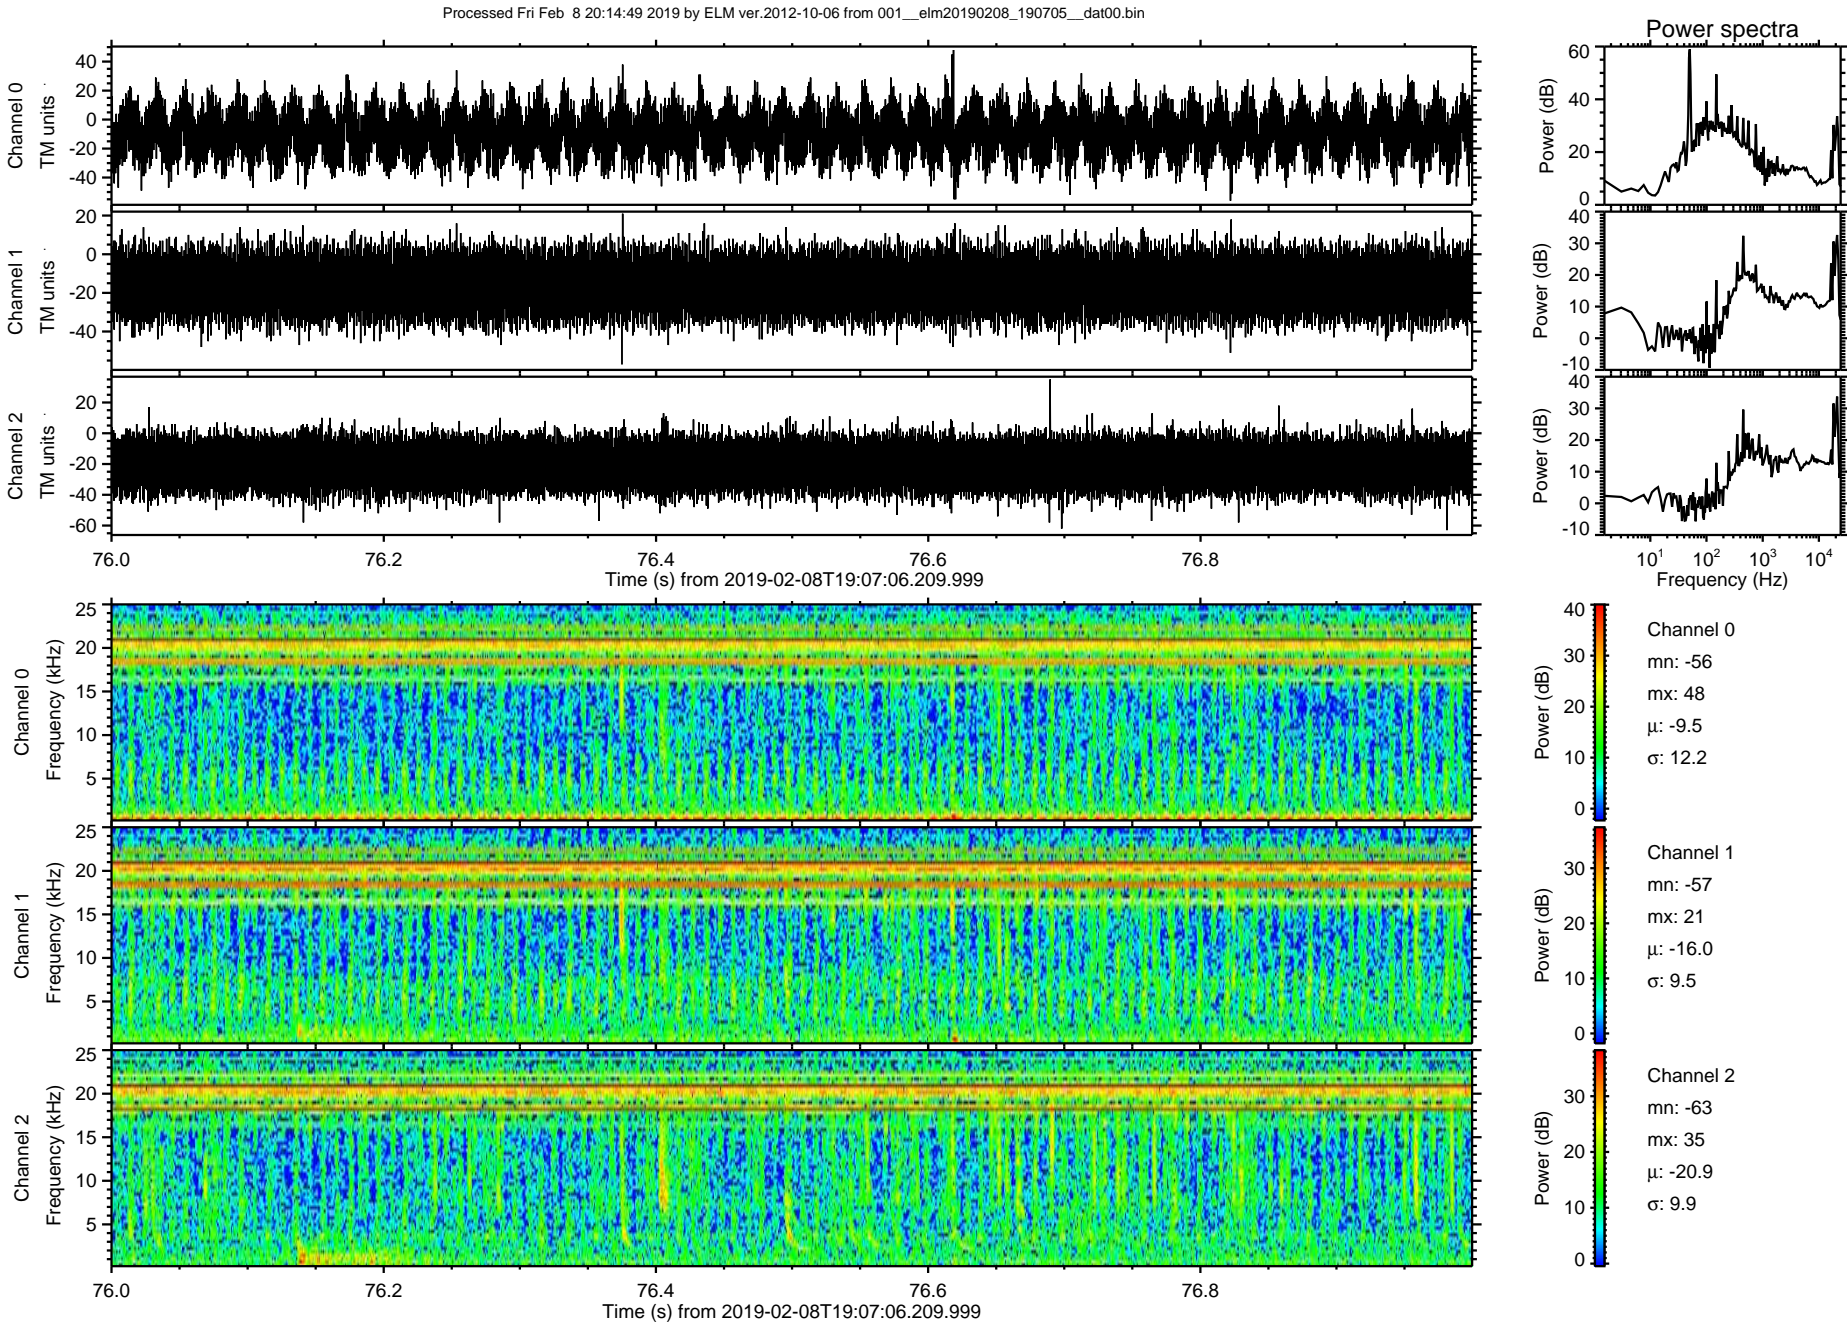 Processed Fri Feb  8 20:14:49 2019 by ELM ver.2012-10-06 from 001__elm20190208_190705__dat00.bin
Power spectra
Channel 0
TM units
40
20
0
-20
-40
Power (dB)
60
40
20
0
Channel 1
TM units
20
0
-20
-40
Power (dB)
40
30
20
10
0
-10
Channel 2
TM units
20
0
-20
-40
-60
Power (dB)
40
30
20
10
0
-10
76.0 76.2 76.4 76.6 76.8
Time (s) from 2019-02-08T19:07:06.209.999
10¹ 10² 10³ 10⁴
Frequency (Hz)
Channel 0
Frequency (kHz)
25
20
15
10
5
Power (dB)
40
30
20
10
0
Channel 0
mn: -56
mx: 48
μ: -9.5
σ: 12.2
Channel 1
Frequency (kHz)
25
20
15
10
5
Power (dB)
30
20
10
0
Channel 1
mn: -57
mx: 21
μ: -16.0
σ: 9.5
Channel 2
Frequency (kHz)
25
20
15
10
5
Power (dB)
30
20
10
0
Channel 2
mn: -63
mx: 35
μ: -20.9
σ: 9.9
76.0 76.2 76.4 76.6 76.8
Time (s) from 2019-02-08T19:07:06.209.999